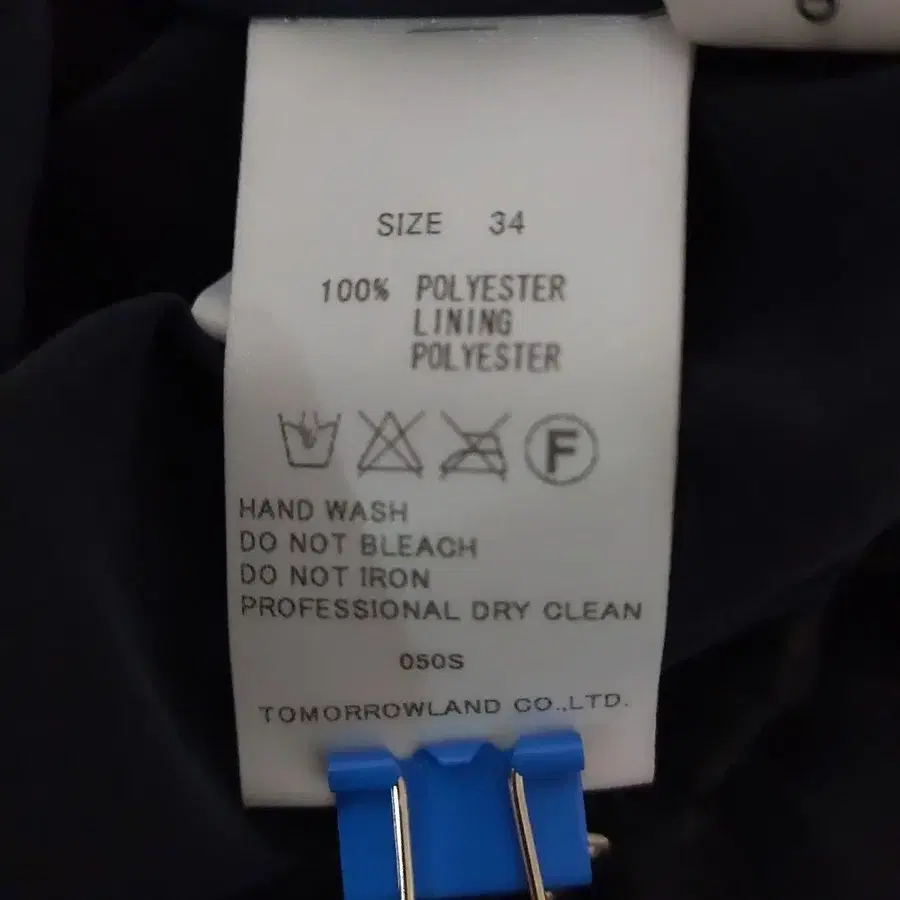 SIZE 34
100% POLYESTER
LINING
POLYESTER
F
HAND WASH
DO NOT BLEACH
DO NOT IRON
PROFESSIONAL DRY CLEAN
050S
TOMORROWLAND CO.,LTD.